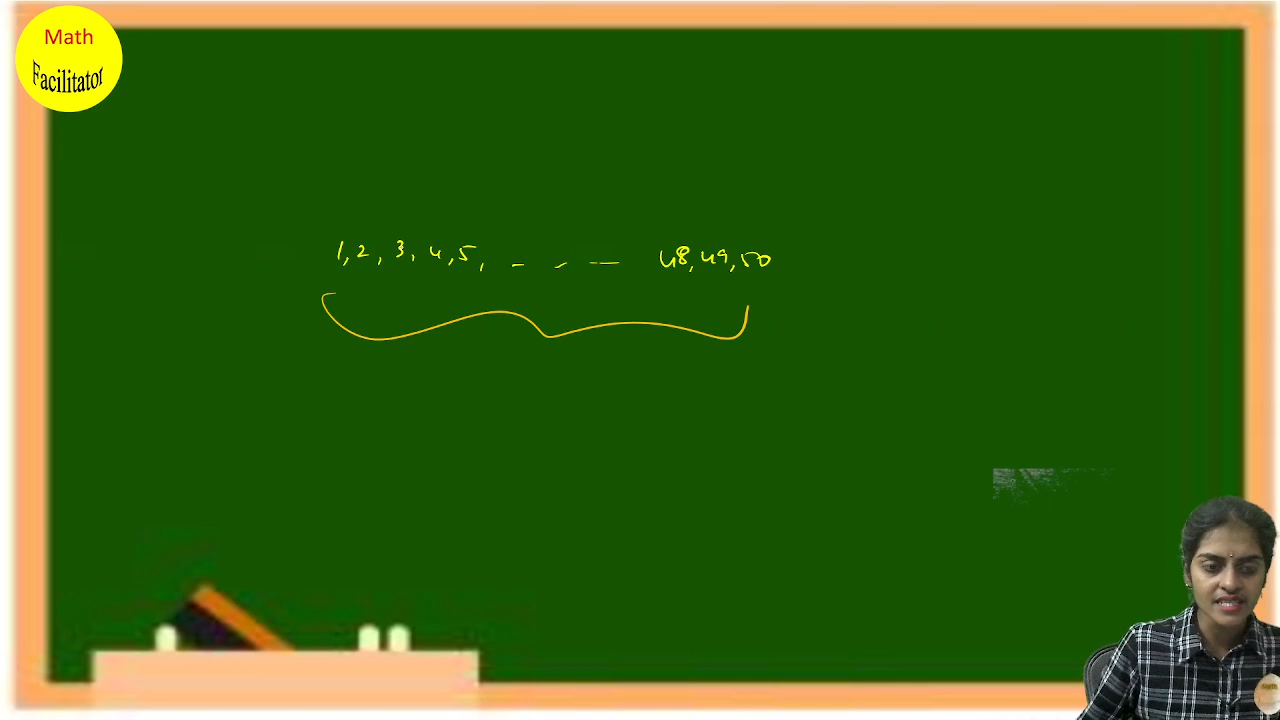 Math
Facilitator
1, 2, 3, 4, 5, - - — 48, 49, 50